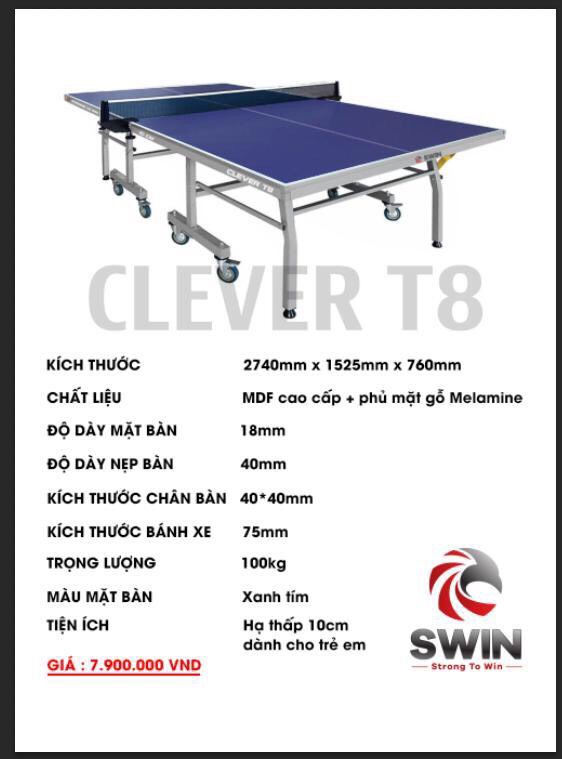 SWIN
CLEVER T8
CLEVER T8
KÍCH THƯỚC 2740mm x 1525mm x 760mm
CHẤT LIỆU MDF cao cấp + phủ mặt gỗ Melamine
ĐỘ DÀY MẶT BÀN 18mm
ĐỘ DÀY NẸP BÀN 40mm
KÍCH THƯỚC CHÂN BÀN 40*40mm
KÍCH THƯỚC BÁNH XE 75mm
TRỌNG LƯỢNG 100kg
MÀU MẶT BÀN Xanh tím
TIỆN ÍCH Hạ thấp 10cm
dành cho trẻ em
GIÁ : 7.900.000 VND
SWIN
Strong To Win